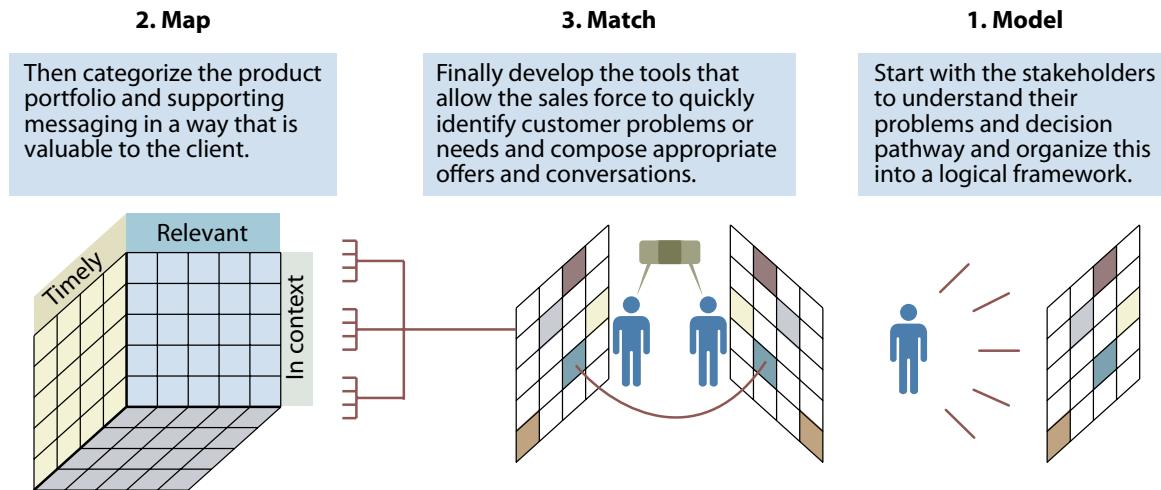 2. Map
Then categorize the product
portfolio and supporting
messaging in a way that is
valuable to the client.
Timely
Relevant
In context
3. Match
Finally develop the tools that
allow the sales force to quickly
identify customer problems or
needs and compose appropriate
offers and conversations.
1. Model
Start with the stakeholders
to understand their
problems and decision
pathway and organize this
into a logical framework.